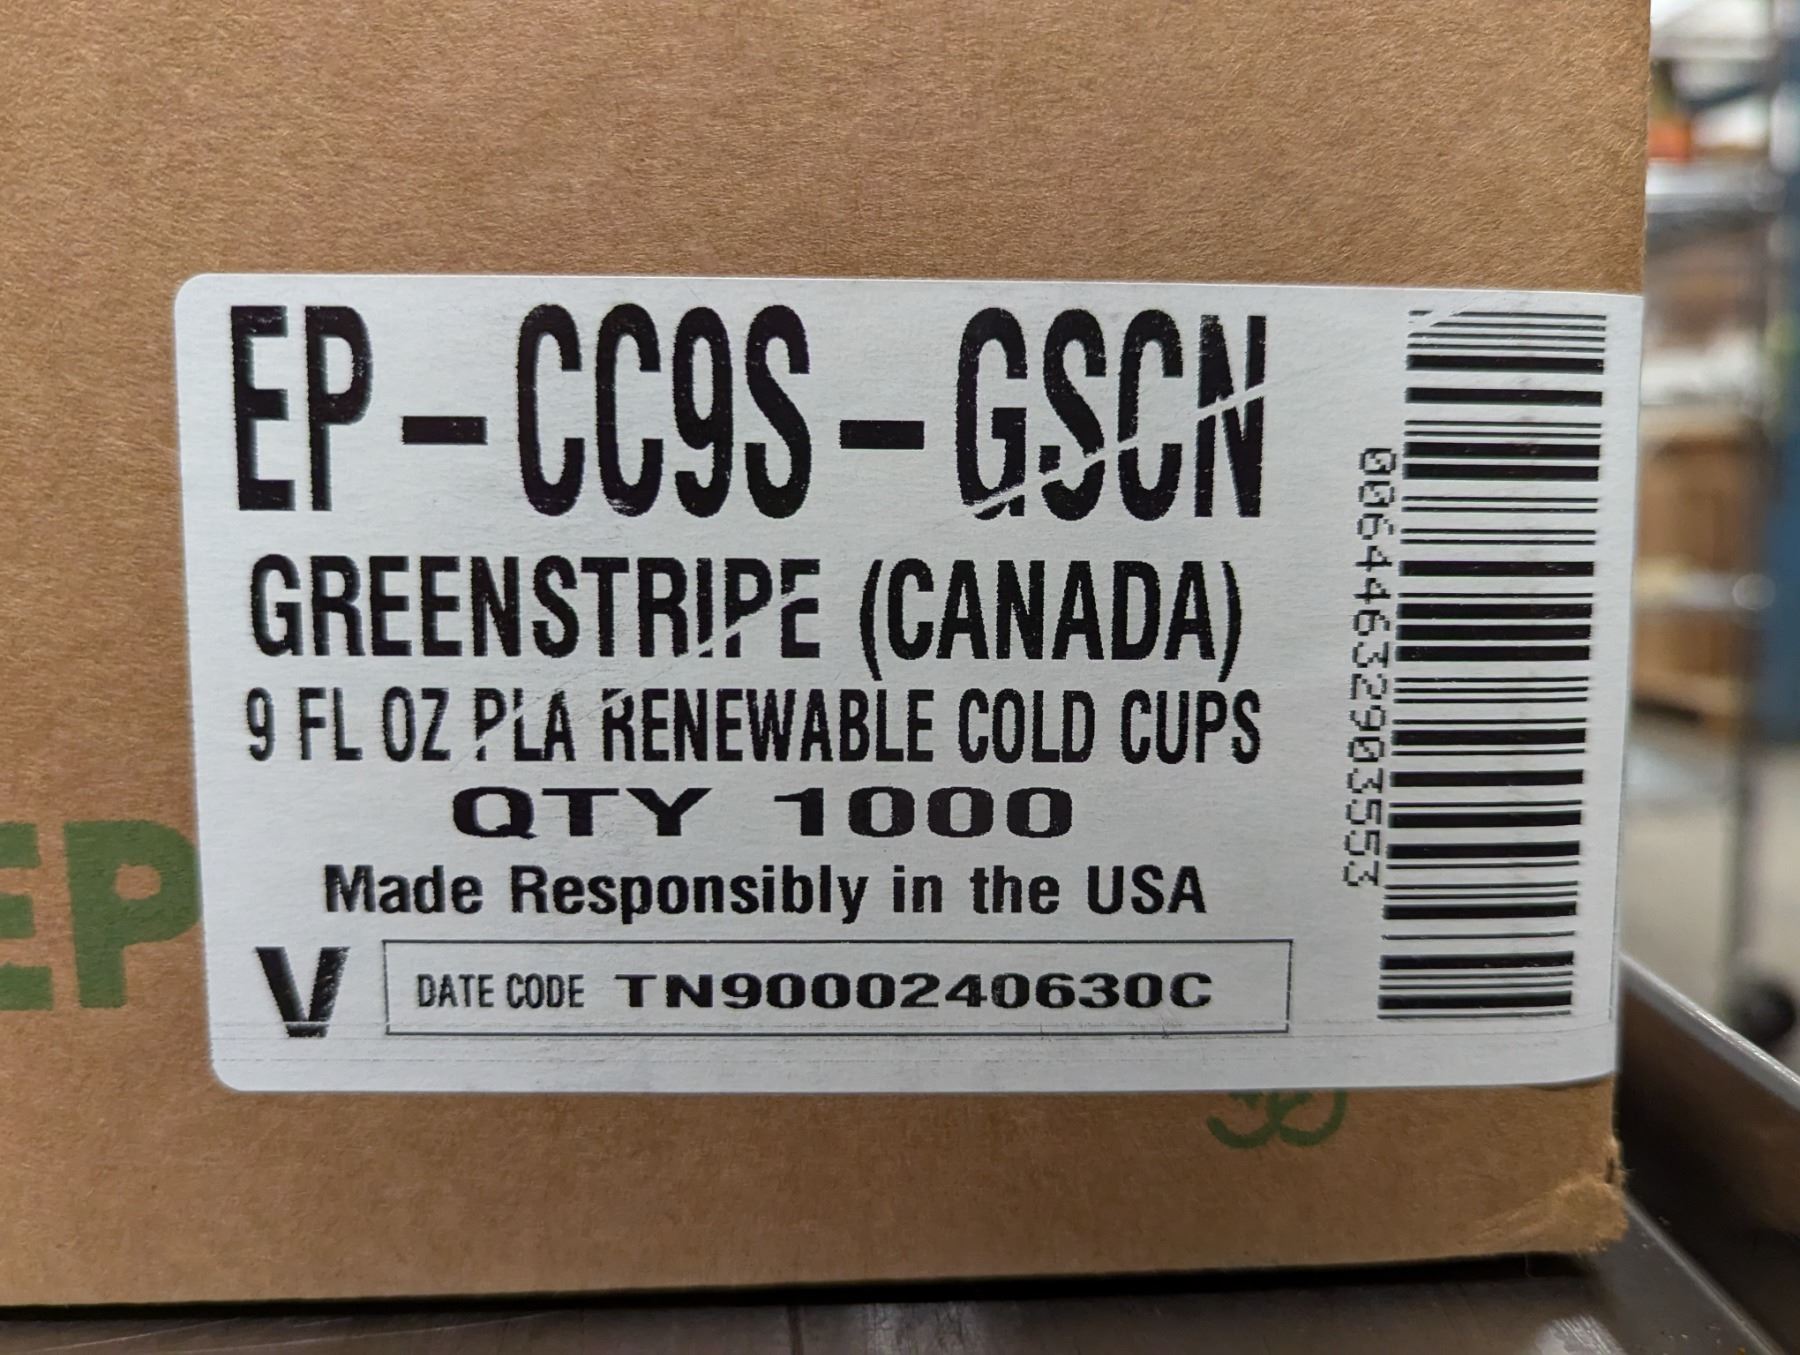 EP-CC9S-GSCN
GREENSTRIPE (CANADA)
9 FL OZ PLA RENEWABLE COLD CUPS
QTY 1000
Made Responsibly in the USA
V
DATE CODE TN9000240630C
00644632903553
EP